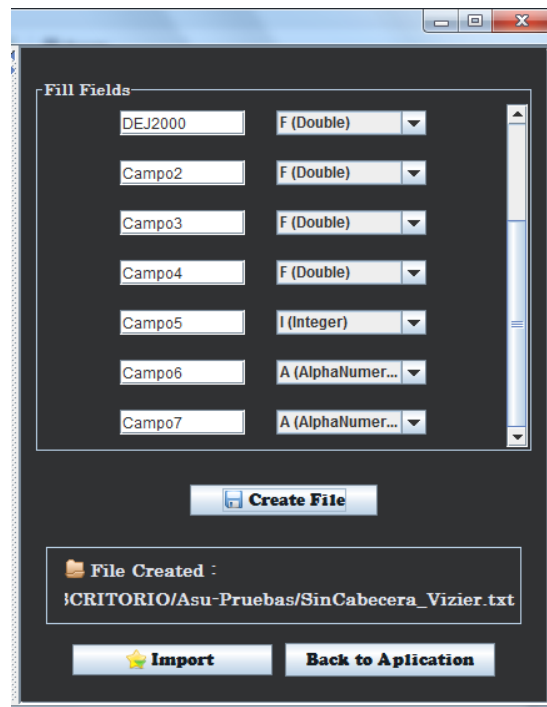 Fill Fields
DEJ2000 F (Double)
Campo2 F (Double)
Campo3 F (Double)
Campo4 F (Double)
Campo5 I (Integer)
Campo6 A (AlphaNumer...
Campo7 A (AlphaNumer...
Create File
File Created :
SCRITORIO/Asu-Pruebas/SinCabecera_Vizier.txt
Import Back to Aplication